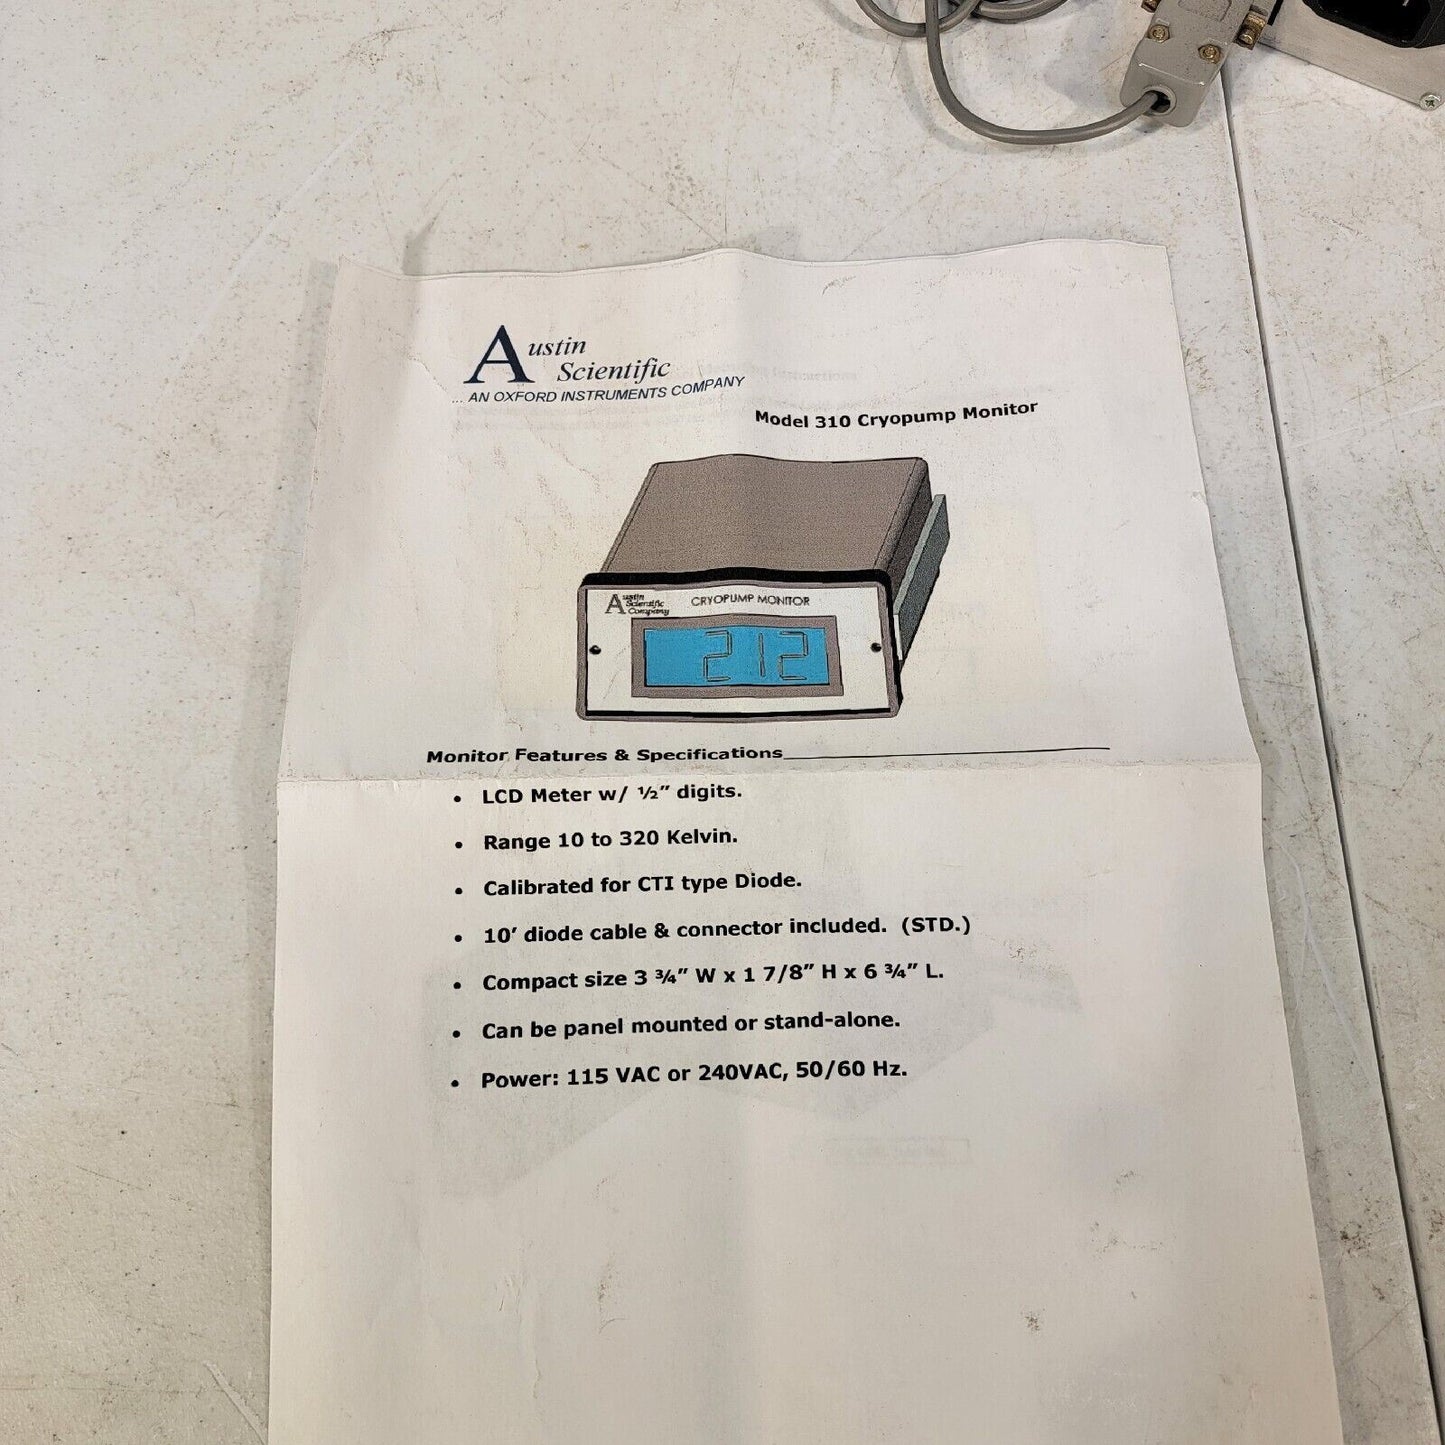 Austin
Scientific
... AN OXFORD INSTRUMENTS COMPANY
Model 310 Cryopump Monitor
Austin
Scientific
Company
CRYOPUMP MONITOR
212
Monitor Features & Specifications
• LCD Meter w/ ½” digits.
• Range 10 to 320 Kelvin.
• Calibrated for CTI type Diode.
• 10’ diode cable & connector included. (STD.)
• Compact size 3 ¾” W x 1 7/8” H x 6 ¾” L.
• Can be panel mounted or stand-alone.
• Power: 115 VAC or 240VAC, 50/60 Hz.